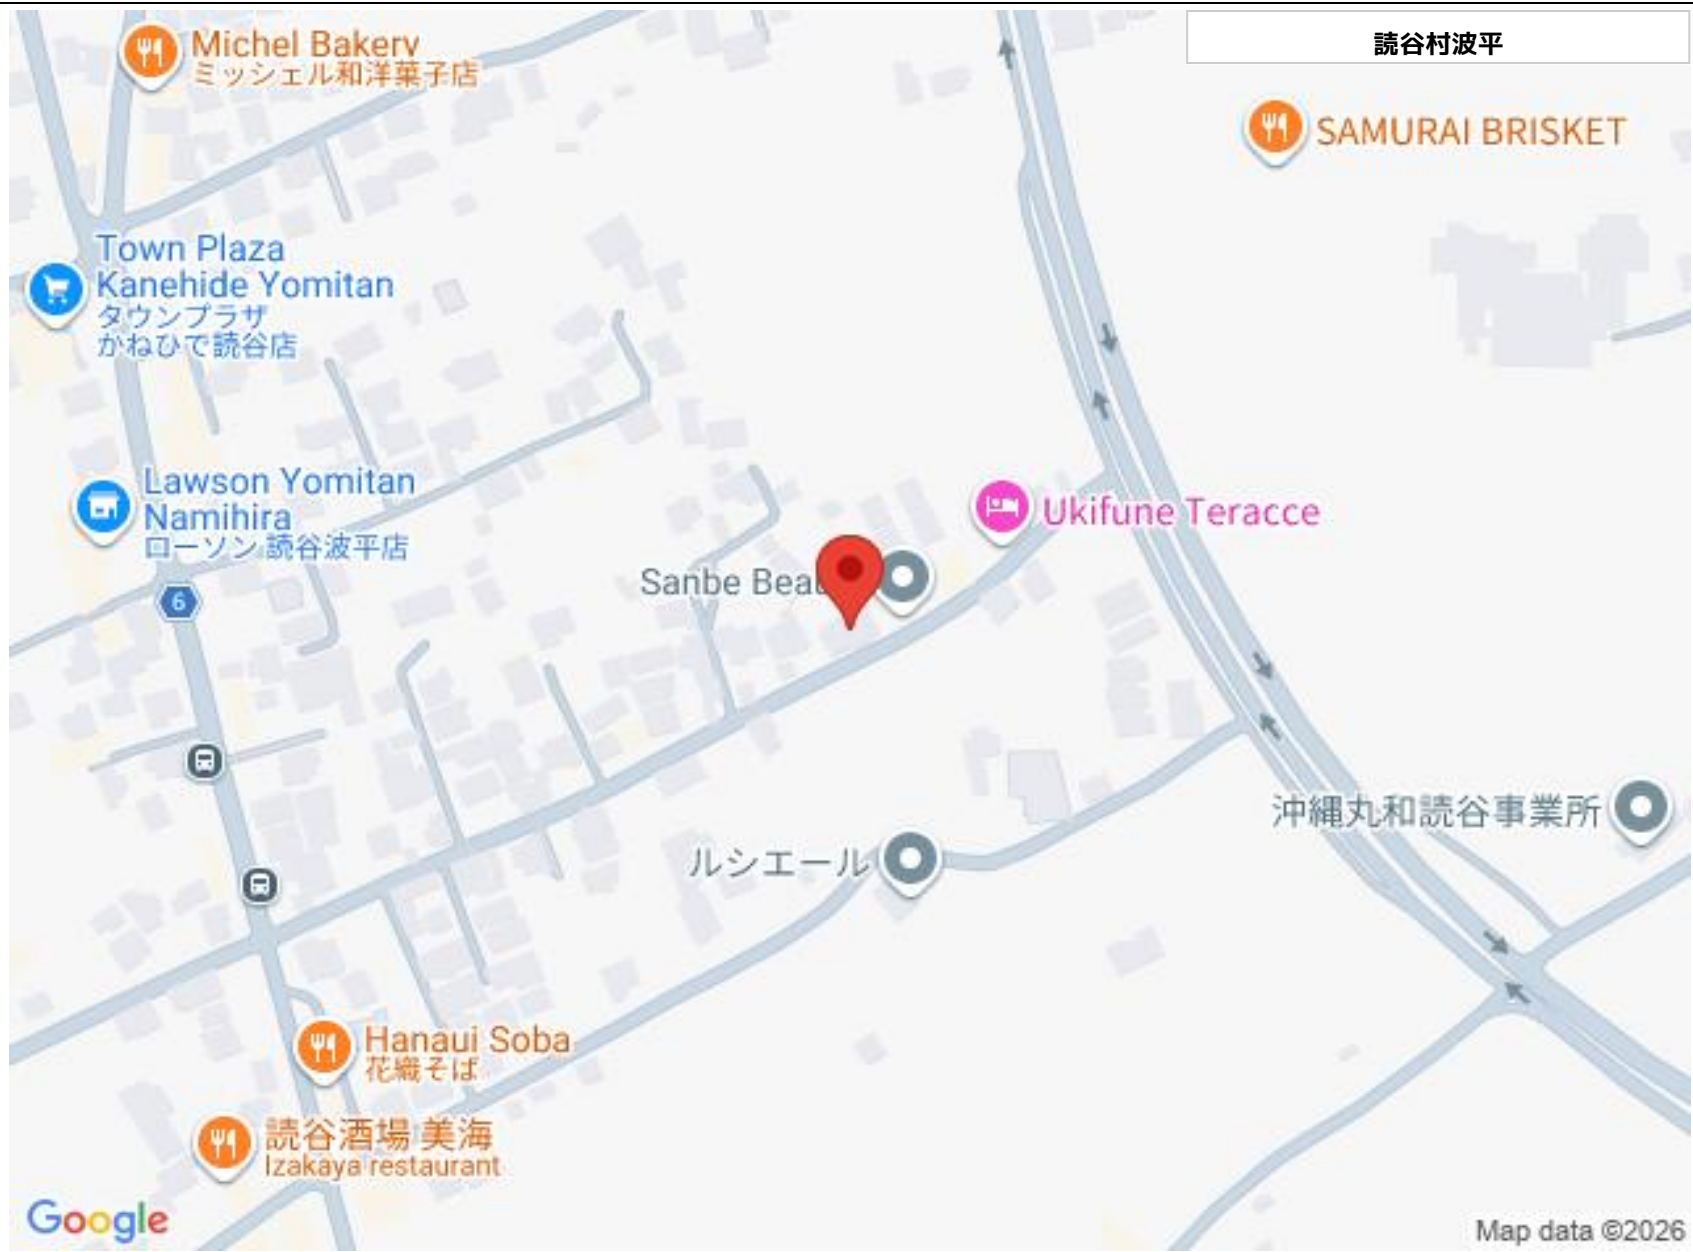 読谷村波平
Michel Bakery
ミッシェル和洋菓子店
SAMURAI BRISKET
Town Plaza
Kanehide Yomitan
タウンプラザ
かねひで読谷店
Lawson Yomitan
Namihira
ローソン 読谷波平店
Ukifune Teracce
Sanbe
6
沖縄丸和読谷事業所
ルシエール
Hanaui Soba
花織そば
読谷酒場 美海
Izakaya restaurant
Google
Map data ©2026